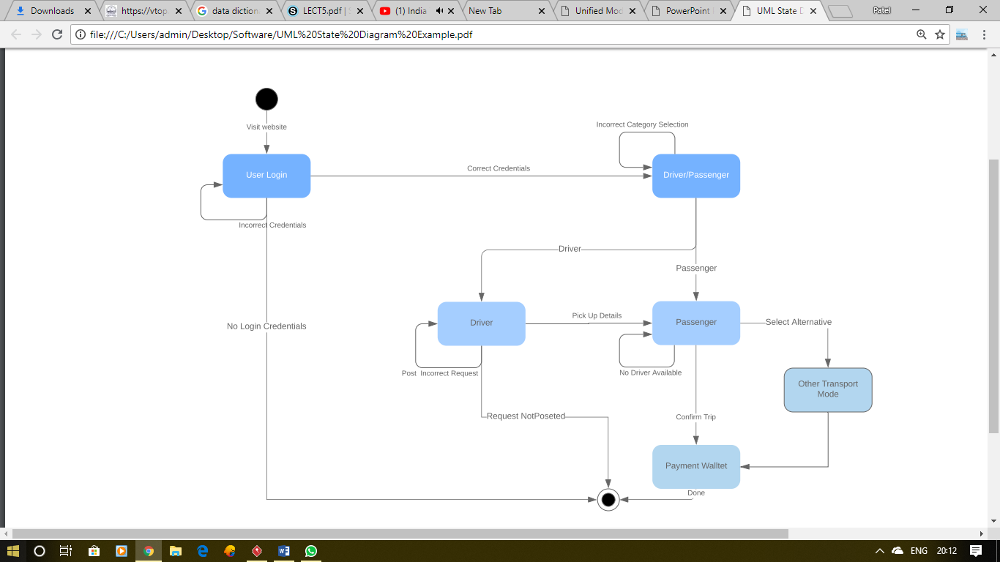 Downloads
https://vtop
data diction
LECT5.pdf | S
(1) India
New Tab
Unified Mod
PowerPoint
UML State D
Patel
file:///C:/Users/admin/Desktop/Software/UML%20State%20Diagram%20Example.pdf
Visit website
Incorrect Category Selection
User Login
Correct Credentials
Driver/Passenger
Incorrect Credentials
Driver
Passenger
Driver
Pick Up Details
Passenger
Select Alternative
No Login Credentials
Post Incorrect Request
No Driver Available
Other Transport
Mode
Request NotPoseted
Confirm Trip
Payment Walltet
Done
ENG
20:12